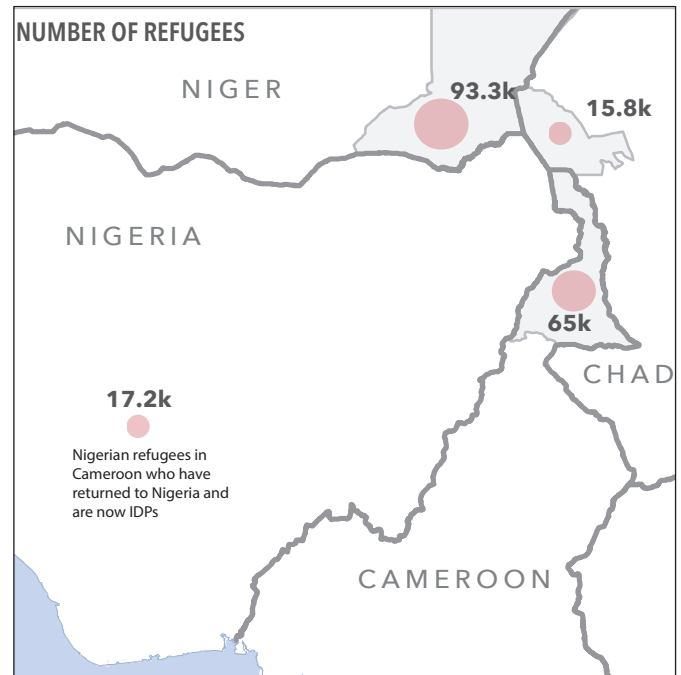 NUMBER OF REFUGEES
NIGER
93.3k
15.8k
NIGERIA
65k
CHAD
17.2k
Nigerian refugees in
Cameroon who have
returned to Nigeria and
are now IDPs
CAMEROON